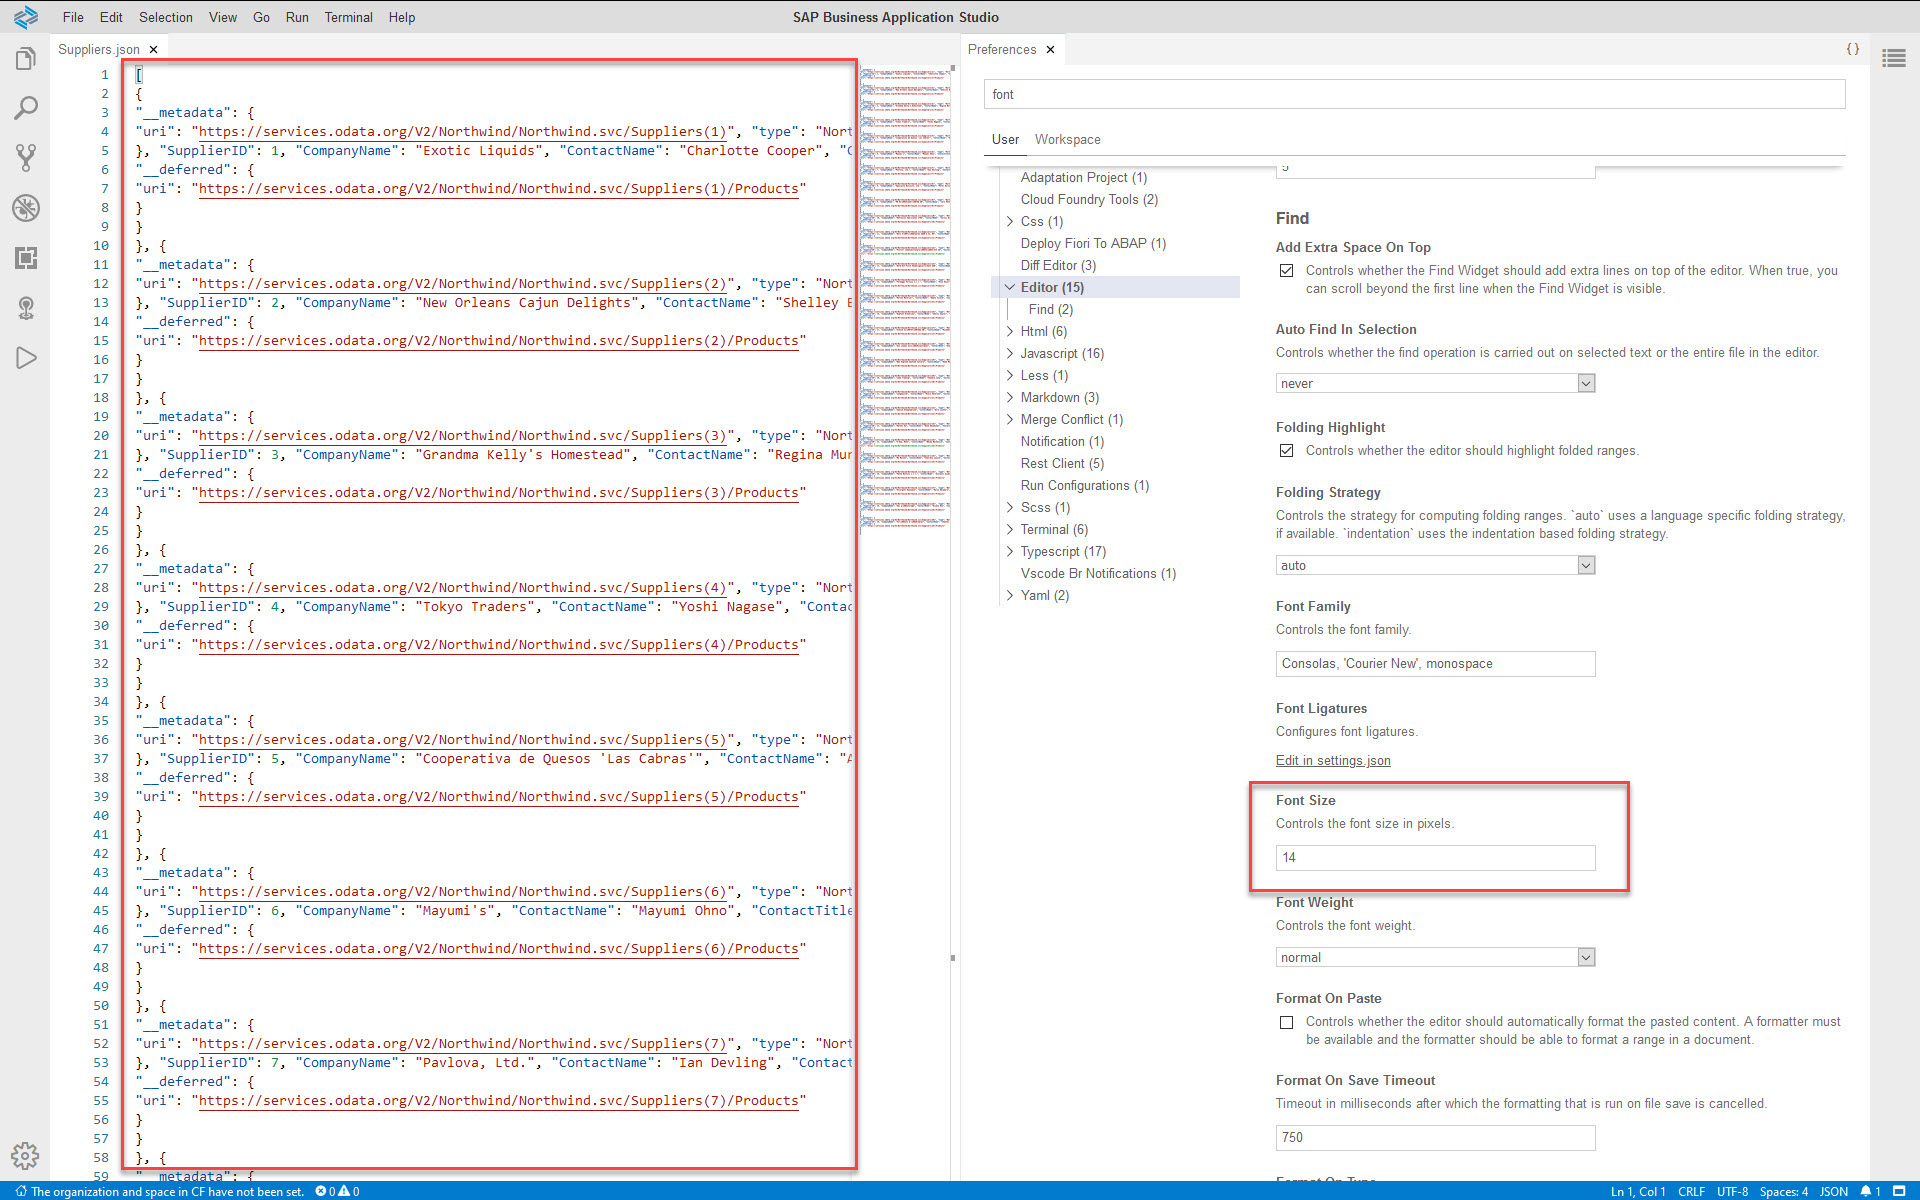 File Edit Selection View Go Run Terminal Help
SAP Business Application Studio
Suppliers.json ×
1 [
2 {
3 "__metadata": {
4 "uri": "https://services.odata.org/V2/Northwind/Northwind.svc/Suppliers(1)", "type": "Nort
5 }, "SupplierID": 1, "CompanyName": "Exotic Liquids", "ContactName": "Charlotte Cooper", "C
6 "__deferred": {
7 "uri": "https://services.odata.org/V2/Northwind/Northwind.svc/Suppliers(1)/Products"
8 }
9 }
10 }, {
11 "__metadata": {
12 "uri": "https://services.odata.org/V2/Northwind/Northwind.svc/Suppliers(2)", "type": "Nort
13 }, "SupplierID": 2, "CompanyName": "New Orleans Cajun Delights", "ContactName": "Shelley B
14 "__deferred": {
15 "uri": "https://services.odata.org/V2/Northwind/Northwind.svc/Suppliers(2)/Products"
16 }
17 }
18 }, {
19 "__metadata": {
20 "uri": "https://services.odata.org/V2/Northwind/Northwind.svc/Suppliers(3)", "type": "Nort
21 }, "SupplierID": 3, "CompanyName": "Grandma Kelly's Homestead", "ContactName": "Regina Mur
22 "__deferred": {
23 "uri": "https://services.odata.org/V2/Northwind/Northwind.svc/Suppliers(3)/Products"
24 }
25 }
26 }, {
27 "__metadata": {
28 "uri": "https://services.odata.org/V2/Northwind/Northwind.svc/Suppliers(4)", "type": "Nort
29 }, "SupplierID": 4, "CompanyName": "Tokyo Traders", "ContactName": "Yoshi Nagase", "Contac
30 "__deferred": {
31 "uri": "https://services.odata.org/V2/Northwind/Northwind.svc/Suppliers(4)/Products"
32 }
33 }
34 }, {
35 "__metadata": {
36 "uri": "https://services.odata.org/V2/Northwind/Northwind.svc/Suppliers(5)", "type": "Nort
37 }, "SupplierID": 5, "CompanyName": "Cooperativa de Quesos 'Las Cabras'", "ContactName": "A
38 "__deferred": {
39 "uri": "https://services.odata.org/V2/Northwind/Northwind.svc/Suppliers(5)/Products"
40 }
41 }
42 }, {
43 "__metadata": {
44 "uri": "https://services.odata.org/V2/Northwind/Northwind.svc/Suppliers(6)", "type": "Nort
45 }, "SupplierID": 6, "CompanyName": "Mayumi's", "ContactName": "Mayumi Ohno", "ContactTitle
46 "__deferred": {
47 "uri": "https://services.odata.org/V2/Northwind/Northwind.svc/Suppliers(6)/Products"
48 }
49 }
50 }, {
51 "__metadata": {
52 "uri": "https://services.odata.org/V2/Northwind/Northwind.svc/Suppliers(7)", "type": "Nort
53 }, "SupplierID": 7, "CompanyName": "Pavlova, Ltd.", "ContactName": "Ian Devling", "Contact
54 "__deferred": {
55 "uri": "https://services.odata.org/V2/Northwind/Northwind.svc/Suppliers(7)/Products"
56 }
57 }
58 }, {
59 "__metadata": {
Preferences × { }
font
User Workspace
Adaptation Project (1)
Cloud Foundry Tools (2)
Css (1)
Deploy Fiori To ABAP (1)
Diff Editor (3)
Editor (15)
Find (2)
Html (6)
Javascript (16)
Less (1)
Markdown (3)
Merge Conflict (1)
Notification (1)
Rest Client (5)
Run Configurations (1)
Scss (1)
Terminal (6)
Typescript (17)
Vscode Br Notifications (1)
Yaml (2)
Find
Add Extra Space On Top
Controls whether the Find Widget should add extra lines on top of the editor. When true, you
can scroll beyond the first line when the Find Widget is visible.
Auto Find In Selection
Controls whether the find operation is carried out on selected text or the entire file in the editor.
never
Folding Highlight
Controls whether the editor should highlight folded ranges.
Folding Strategy
Controls the strategy for computing folding ranges. `auto` uses a language specific folding strategy,
if available. `indentation` uses the indentation based folding strategy.
auto
Font Family
Controls the font family.
Consolas, 'Courier New', monospace
Font Ligatures
Configures font ligatures.
Edit in settings.json
Font Size
Controls the font size in pixels.
14
Font Weight
Controls the font weight.
normal
Format On Paste
Controls whether the editor should automatically format the pasted content. A formatter must
be available and the formatter should be able to format a range in a document.
Format On Save Timeout
Timeout in milliseconds after which the formatting that is run on file save is cancelled.
750
Format On Type
The organization and space in CF have not been set. 0 0
Ln 1, Col 1 CRLF UTF-8 Spaces: 4 JSON 1